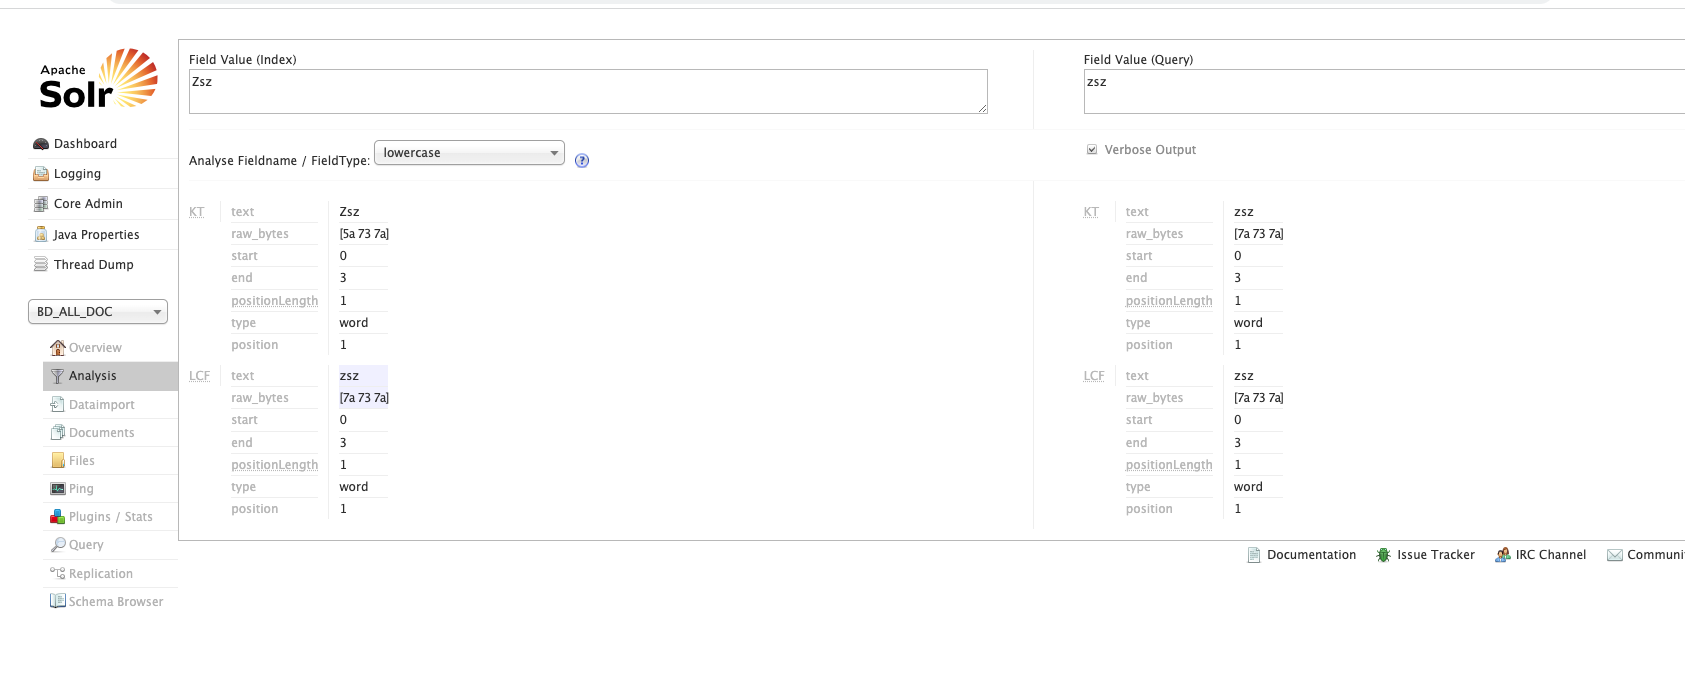 Apache
Solr
Dashboard
Logging
Core Admin
Java Properties
Thread Dump
BD_ALL_DOC
Overview
Analysis
Dataimport
Documents
Files
Ping
Plugins / Stats
Query
Replication
Schema Browser
Field Value (Index)
Zsz
Field Value (Query)
zsz
Analyse Fieldname / FieldType: lowercase ?
Verbose Output
KT
text Zsz
raw_bytes [5a 73 7a]
start 0
end 3
positionLength 1
type word
position 1
LCF
text zsz
raw_bytes [7a 73 7a]
start 0
end 3
positionLength 1
type word
position 1
KT
text zsz
raw_bytes [7a 73 7a]
start 0
end 3
positionLength 1
type word
position 1
LCF
text zsz
raw_bytes [7a 73 7a]
start 0
end 3
positionLength 1
type word
position 1
Documentation Issue Tracker IRC Channel